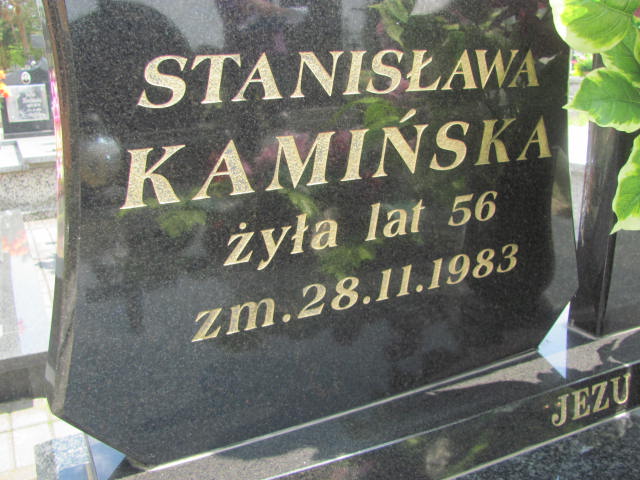 STANISŁAWA
KAMIŃSKA
żyła lat 56
zm.28.11.1983
JEZU